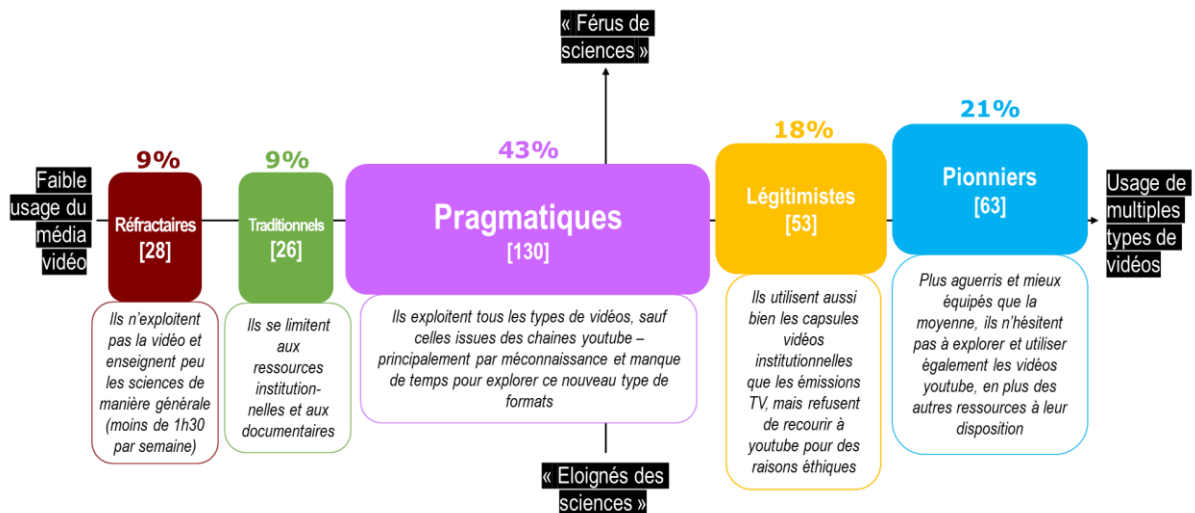 « Férus de
sciences »
Faible
usage du
média
vidéo
9%
Réfractaires
[28]
Ils n’exploitent
pas la vidéo et
enseignent peu
les sciences de
manière générale
(moins de 1h30
par semaine)
9%
Traditionnels
[26]
Ils se limitent
aux
ressources
institution-
nelles et aux
documentaires
43%
Pragmatiques
[130]
Ils exploitent tous les types de vidéos, sauf
celles issues des chaines youtube –
principalement par méconnaissance et manque
de temps pour explorer ce nouveau type de
formats
18%
Légitimistes
[53]
Ils utilisent aussi
bien les capsules
vidéos
institutionnelles
que les émissions
TV, mais refusent
de recourir à
youtube pour des
raisons éthiques
21%
Pionniers
[63]
Plus aguerris et mieux
équipés que la
moyenne, ils n’hésitent
pas à explorer et utiliser
également les vidéos
youtube, en plus des
autres ressources à leur
disposition
Usage de
multiples
types de
vidéos
« Eloignés des
sciences »